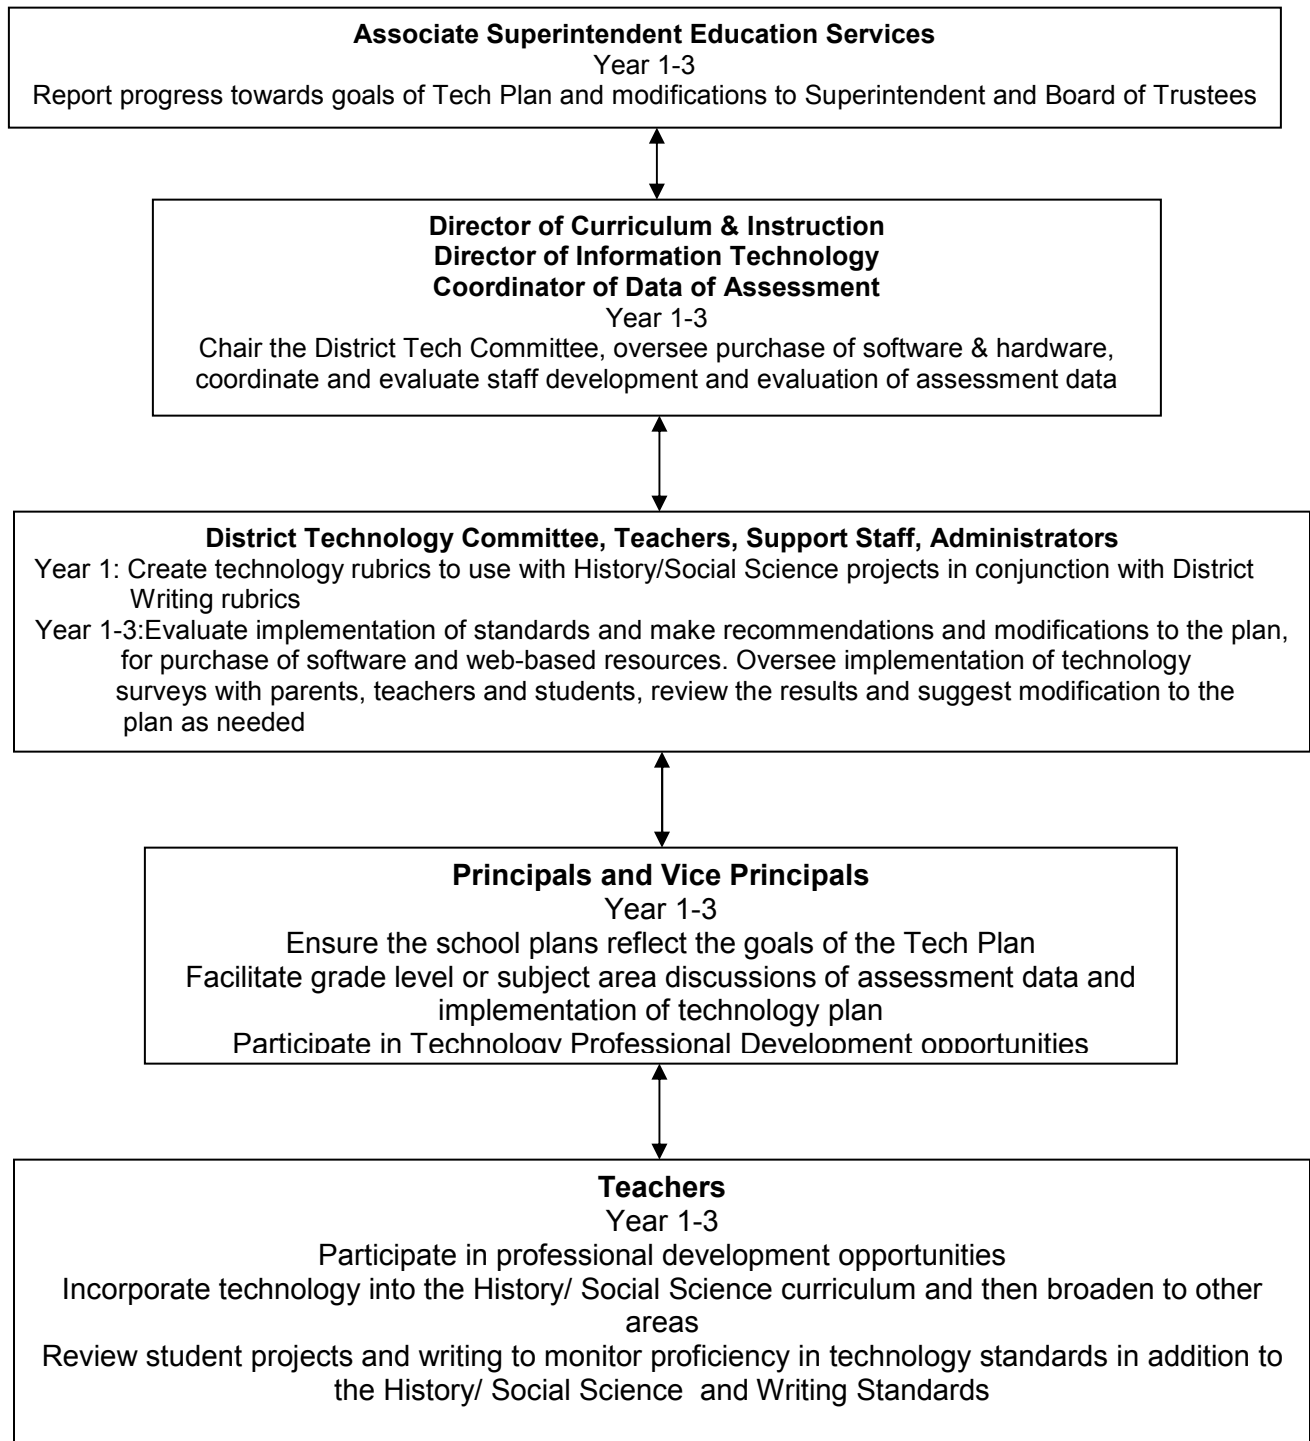 Associate Superintendent Education Services
Year 1-3
Report progress towards goals of Tech Plan and modifications to Superintendent and Board of Trustees
Director of Curriculum & Instruction
Director of Information Technology
Coordinator of Data of Assessment
Year 1-3
Chair the District Tech Committee, oversee purchase of software & hardware,
coordinate and evaluate staff development and evaluation of assessment data
District Technology Committee, Teachers, Support Staff, Administrators
Year 1: Create technology rubrics to use with History/Social Science projects in conjunction with District
Writing rubrics
Year 1-3:Evaluate implementation of standards and make recommendations and modifications to the plan,
for purchase of software and web-based resources. Oversee implementation of technology
surveys with parents, teachers and students, review the results and suggest modification to the
plan as needed
Principals and Vice Principals
Year 1-3
Ensure the school plans reflect the goals of the Tech Plan
Facilitate grade level or subject area discussions of assessment data and
implementation of technology plan
Participate in Technology Professional Development opportunities
Teachers
Year 1-3
Participate in professional development opportunities
Incorporate technology into the History/ Social Science curriculum and then broaden to other
areas
Review student projects and writing to monitor proficiency in technology standards in addition to
the History/ Social Science  and Writing Standards